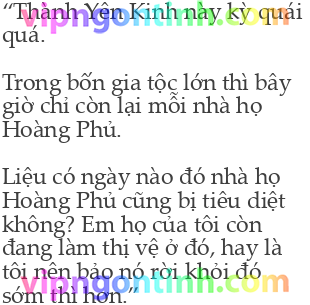 “Thành Yên Kinh này kỳ quái
quá.
Trong bốn gia tộc lớn thì bây
giờ chỉ còn lại mỗi nhà họ
Hoàng Phủ.
Liệu có ngày nào đó nhà họ
Hoàng Phủ cũng bị tiêu diệt
không? Em họ của tôi còn
đang làm thị vệ ở đó, hay là
tôi nên bảo nó rời khỏi đó
sớm thì hơn.”
vipngontinh.com
vipngontinh.com